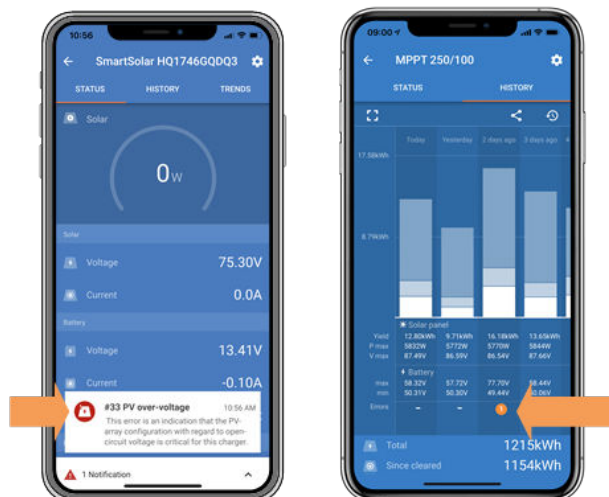 10:56
SmartSolar HQ1746GQDQ3
STATUS HISTORY TRENDS
Solar
0W
Solar
Voltage 75.30V
Current 0.0A
Battery
Voltage 13.41V
Current -0.10A
#33 PV over-voltage 10:56 AM
This error is an indication that the PV-
array configuration with regard to open-
circuit voltage is critical for this charger.
1 Notification
09:00
MPPT 250/100
STATUS HISTORY
Today Yesterday 2 days ago 3 days ago 4
17.58kWh
8.79kWh
Solar panel
Yield 12.80kWh 9.71kWh 16.18kWh 13.65kWh
P max 5832W 5772W 5770W 5844W
V max 87.49V 86.59V 86.54V 87.66V
Battery
max 58.32V 57.72V 77.70V 58.44V
min 50.31V 50.30V 49.44V 50.06V
Errors – –
Total 1215kWh
Since cleared 1154kWh